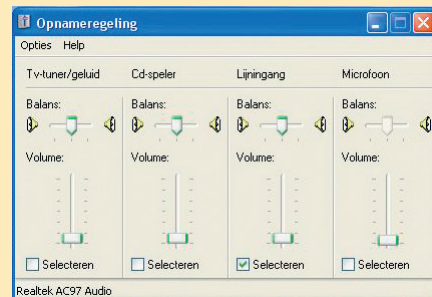 Opnameregeling
Opties Help
Tv-tuner/geluid Cd-speler Lijningang Microfoon
Balans: Balans: Balans: Balans:
Volume: Volume: Volume: Volume:
Selecteren Selecteren Selecteren Selecteren
Realtek AC97 Audio